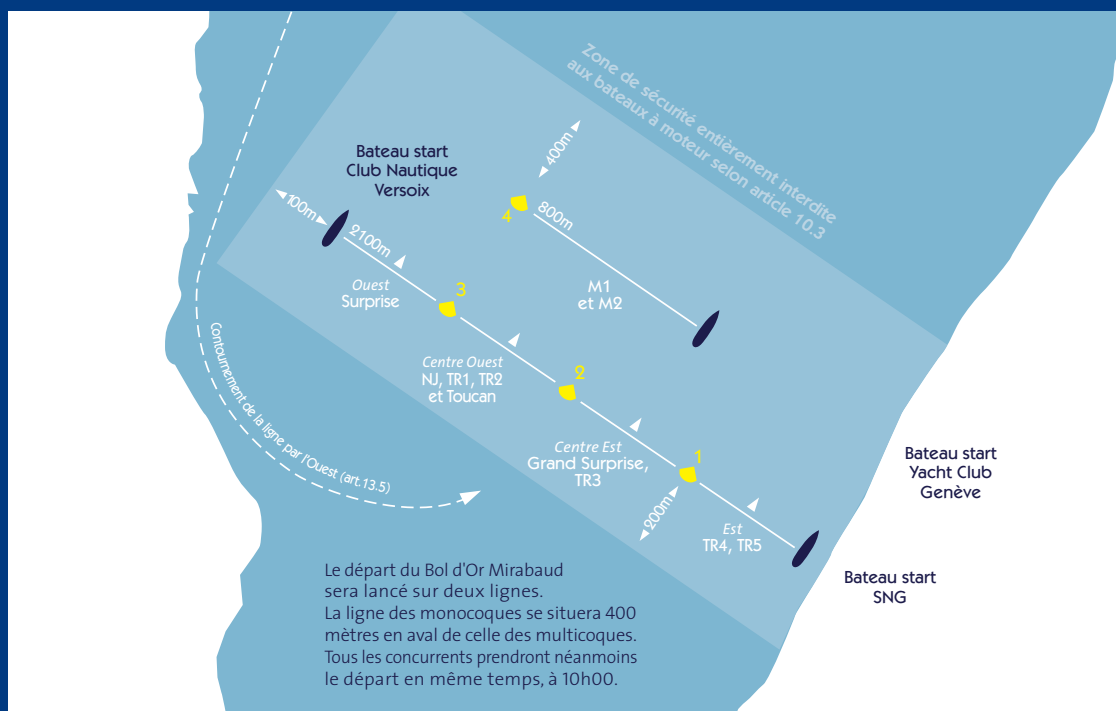 Zone de sécurité entièrement interdite
aux bateaux à moteur selon article 10.3
Bateau start
Club Nautique
Versoix
400m
4
800m
100m
2100m
Ouest
Surprise
3
M1
et M2
Centre Ouest
NJ, TR1, TR2
et Toucan
2
Contournement de la ligne par l'Ouest (art.13.5)
Centre Est
Grand Surprise,
TR3
1
200m
Est
TR4, TR5
Bateau start
Yacht Club
Genève
Bateau start
SNG
Le départ du Bol d'Or Mirabaud
sera lancé sur deux lignes.
La ligne des monocoques se situera 400
mètres en aval de celle des multicoques.
Tous les concurrents prendront néanmoins
le départ en même temps, à 10h00.